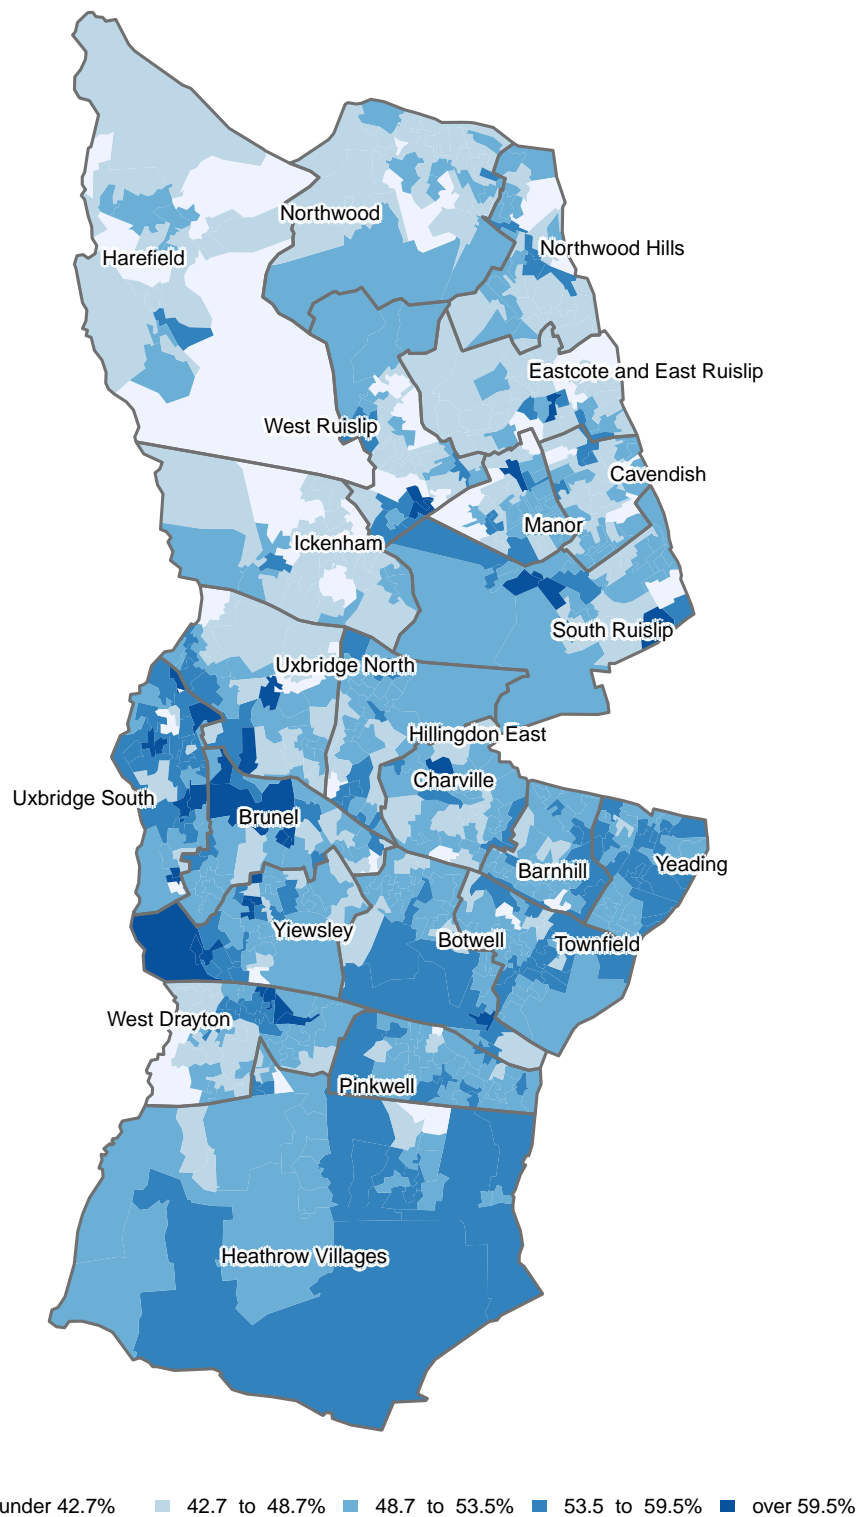 Northwood
Northwood Hills
Harefield
Eastcote and East Ruislip
West Ruislip
Cavendish
Manor
Ickenham
South Ruislip
Uxbridge North
Hillingdon East
Charville
Uxbridge South
Brunel
Yeading
Barnhill
Yiewsley
Botwell
Townfield
West Drayton
Pinkwell
Heathrow Villages
under 42.7% 42.7 to 48.7% 48.7 to 53.5% 53.5 to 59.5% over 59.5%